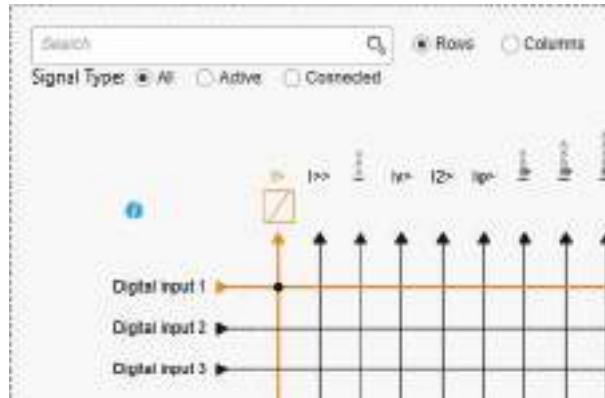 Search
Rows
Columns
Signal Type: All Active Connected
I>
I>>
I>>>
I2>
Digital input 1
Digital input 2
Digital input 3